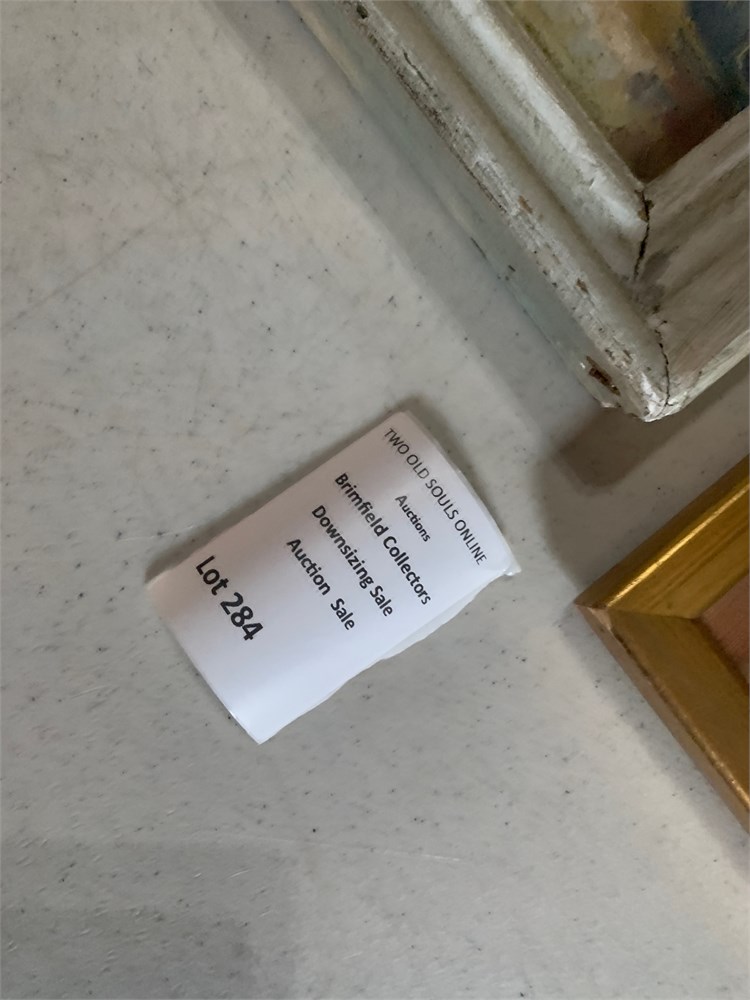 TWO OLD SOULS ONLINE
Auctions
Brimfield Collectors
Downsizing Sale
Auction Sale
Lot 284